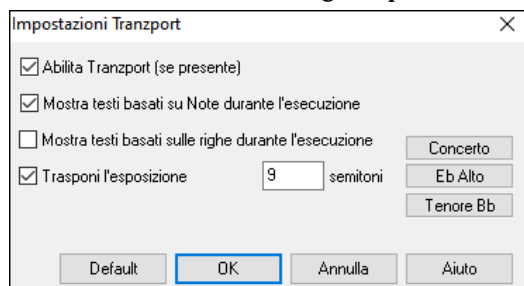 Impostazioni Tranzport
Abilita Tranzport (se presente)
Mostra testi basati su Note durante l'esecuzione
Mostra testi basati sulle righe durante l'esecuzione
Concerto
Trasponi l'esposizione 9 semitoni Eb Alto
Tenore Bb
Default OK Annulla Aiuto